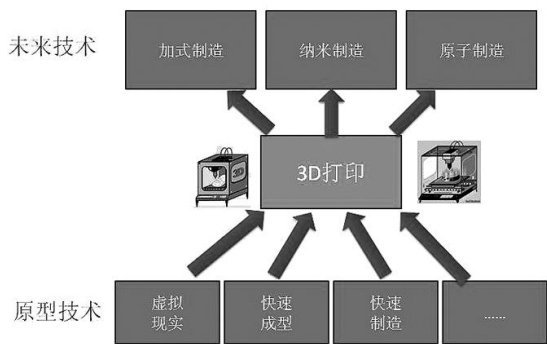 未来技术
加式制造
纳米制造
原子制造
3D打印
原型技术
虚拟
现实
快速
成型
快速
制造
......